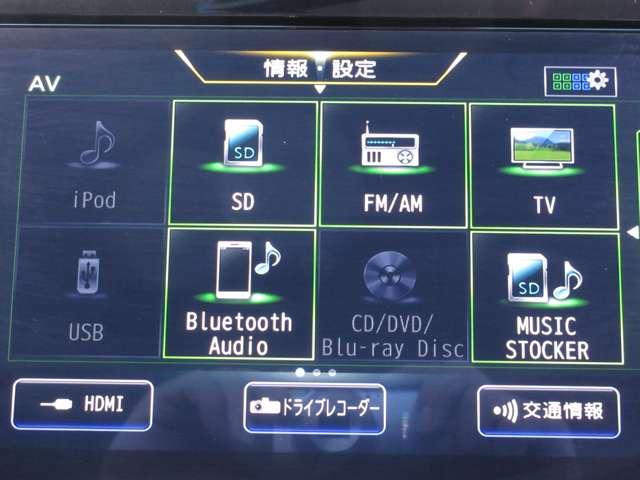 情報・設定
AV
iPod
SD
SD
FM/AM
TV
USB
Bluetooth
Audio
CD/DVD/
Blu-ray Disc
SD
MUSIC
STOCKER
HDMI
ドライブレコーダー
交通情報